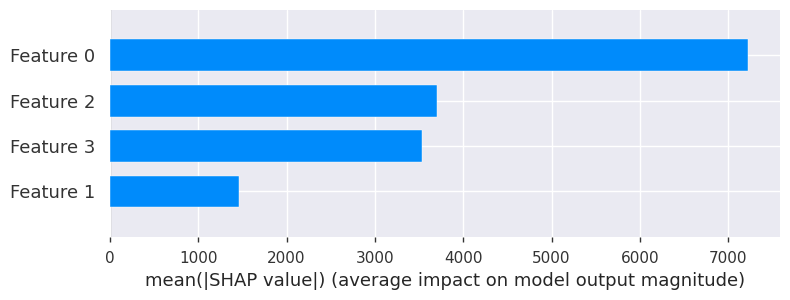 Feature 0
Feature 2
Feature 3
Feature 1
0 1000 2000 3000 4000 5000 6000 7000
mean(|SHAP value|) (average impact on model output magnitude)